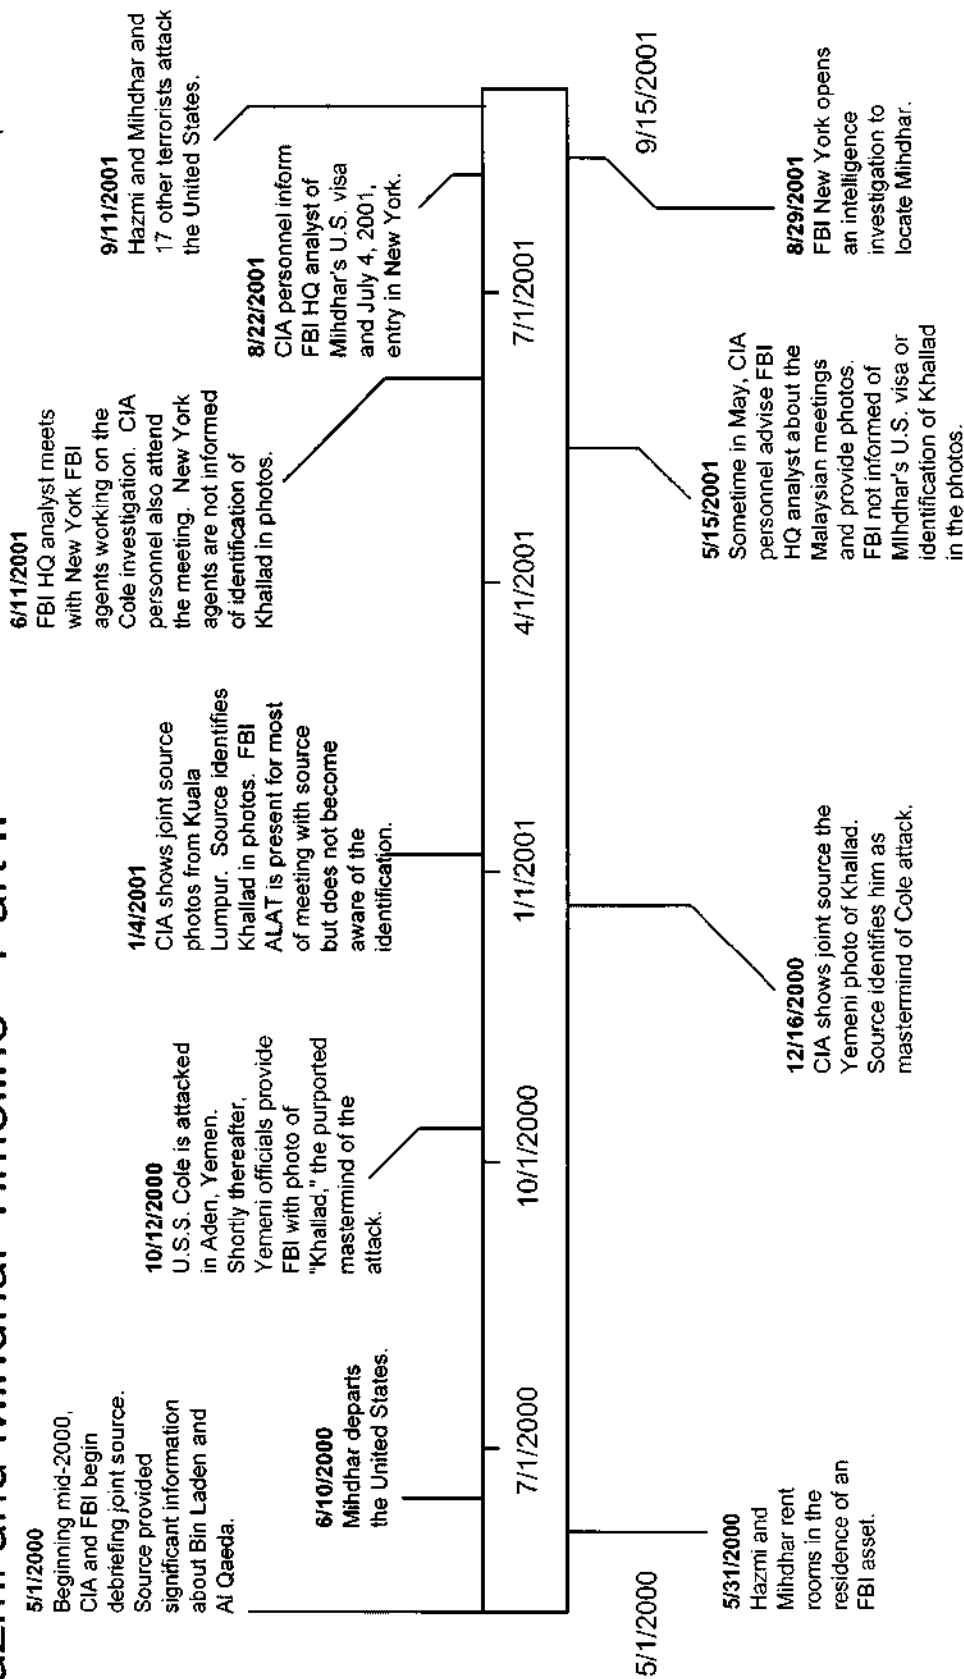 and Mihdhar Timeline - Part II
5/1/2000
Beginning mid-2000,
CIA and FBI begin
debriefing joint source.
Source provided
significant information
about Bin Laden and
Al Qaeda.
6/10/2000
Mihdhar departs
the United States.
10/12/2000
U.S.S. Cole is attacked
in Aden, Yemen.
Shortly thereafter,
Yemeni officials provide
FBI with photo of
"Khallad," the purported
mastermind of the
attack.
1/4/2001
CIA shows joint source
photos from Kuala
Lumpur. Source identifies
Khallad in photos. FBI
ALAT is present for most
of meeting with source
but does not become
aware of the
identification.
6/11/2001
FBI HQ analyst meets
with New York FBI
agents working on the
Cole investigation. CIA
personnel also attend
the meeting. New York
agents are not informed
of identification of
Khallad in photos.
8/22/2001
CIA personnel inform
FBI HQ analyst of
Mihdhar's U.S. visa
and July 4, 2001,
entry in New York.
9/11/2001
Hazmi and Mihdhar and
17 other terrorists attack
the United States.
7/1/2000
10/1/2000
1/1/2001
4/1/2001
7/1/2001
5/1/2000
9/15/2001
5/31/2000
Hazmi and
Mihdhar rent
rooms in the
residence of an
FBI asset.
12/16/2000
CIA shows joint source the
Yemeni photo of Khallad.
Source identifies him as
mastermind of Cole attack.
5/15/2001
Sometime in May, CIA
personnel advise FBI
HQ analyst about the
Malaysian meetings
and provide photos.
FBI not informed of
Mihdhar's U.S. visa or
identification of Khallad
in the photos.
8/29/2001
FBI New York opens
an intelligence
investigation to
locate Mihdhar.